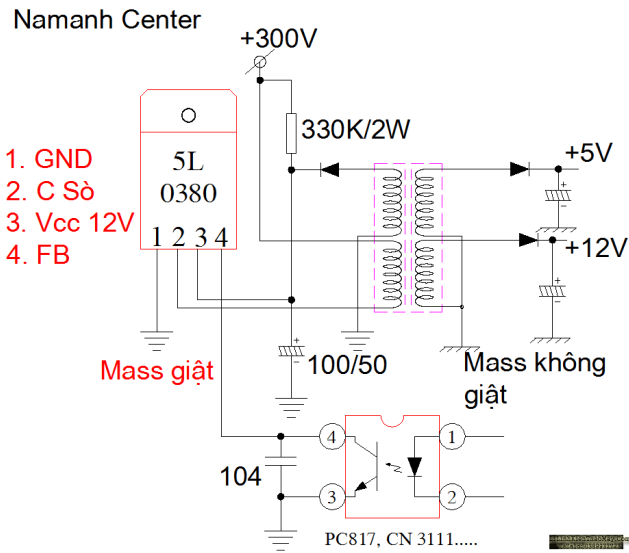 Namanh Center
+300V
330K/2W
1. GND
2. C Sò
3. Vcc 12V
4. FB
5L
0380
1 2 3 4
+5V
+12V
Mass giật
100/50
Mass không
giật
104
4
3
1
2
PC817, CN 3111.....